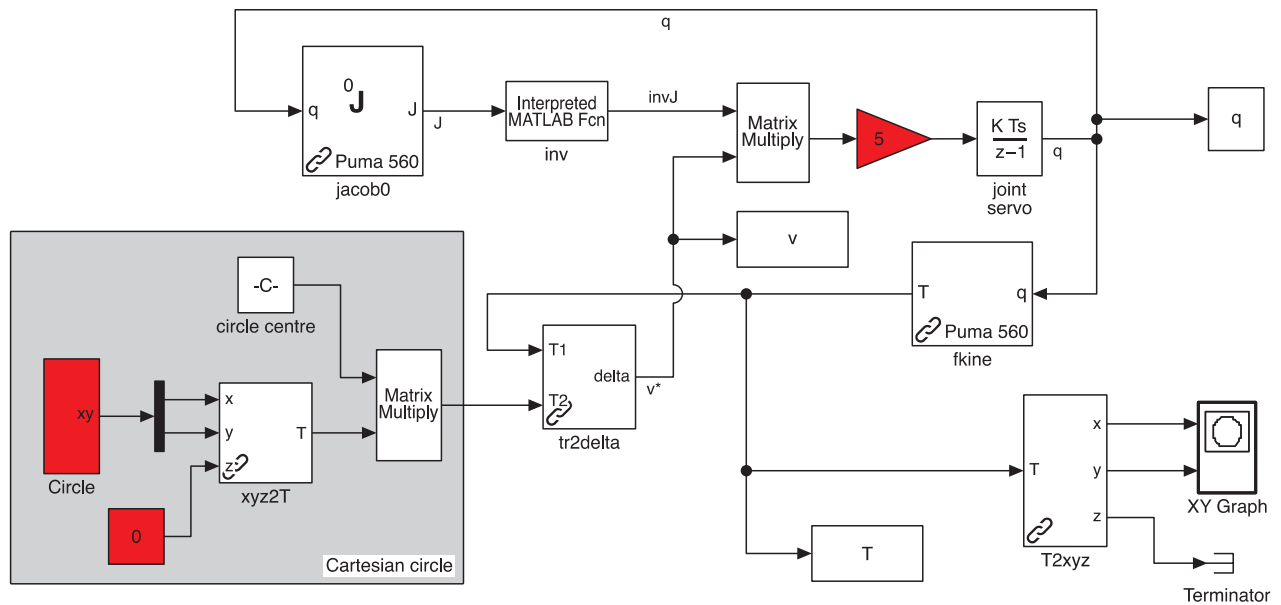 q
0
J
q
J
Puma 560
jacob0
J
Interpreted
MATLAB Fcn
inv
invJ
Matrix
Multiply
5
K Ts
z−1
joint
servo
q
q
v
-C-
circle centre
xy
Circle
x
y
z
T
xyz2T
0
Matrix
Multiply
Cartesian circle
T1
T2
delta
tr2delta
v*
T
q
Puma 560
fkine
T
x
y
z
T2xyz
XY Graph
Terminator
T